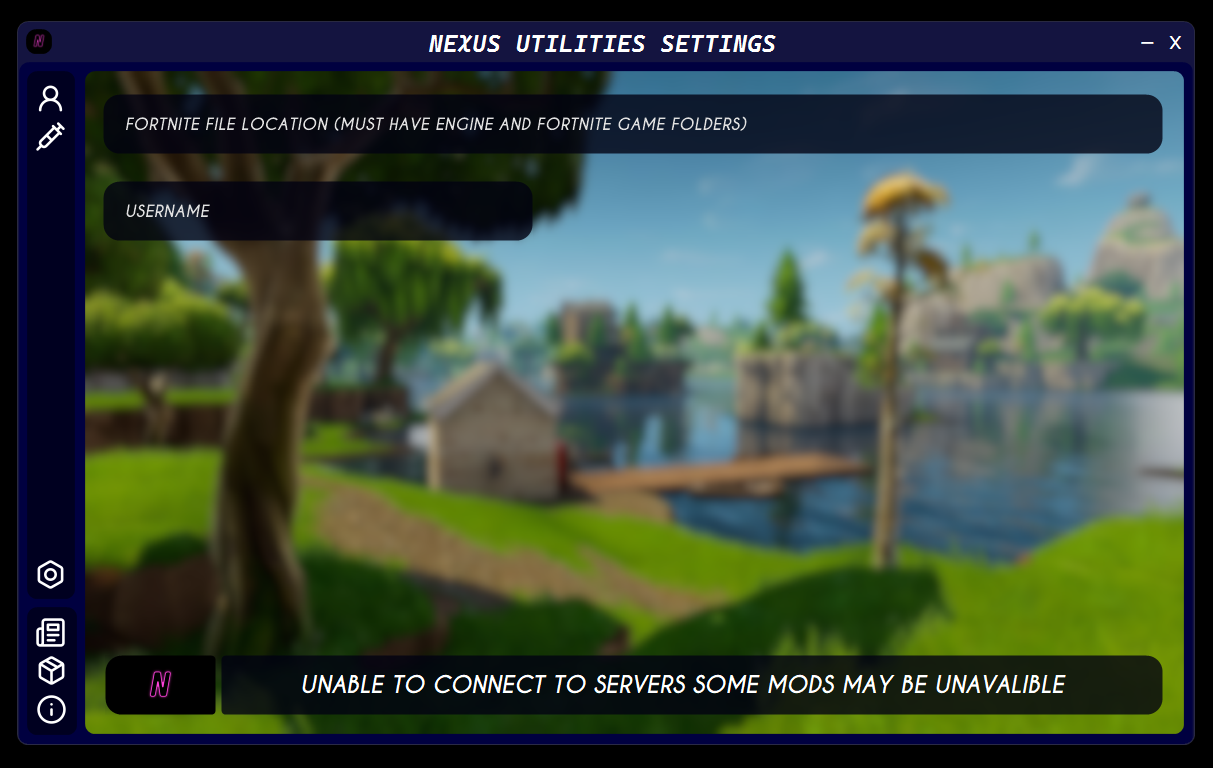 NEXUS UTILITIES SETTINGS
– X
FORTNITE FILE LOCATION (MUST HAVE ENGINE AND FORTNITE GAME FOLDERS)
USERNAME
N UNABLE TO CONNECT TO SERVERS SOME MODS MAY BE UNAVALIBLE